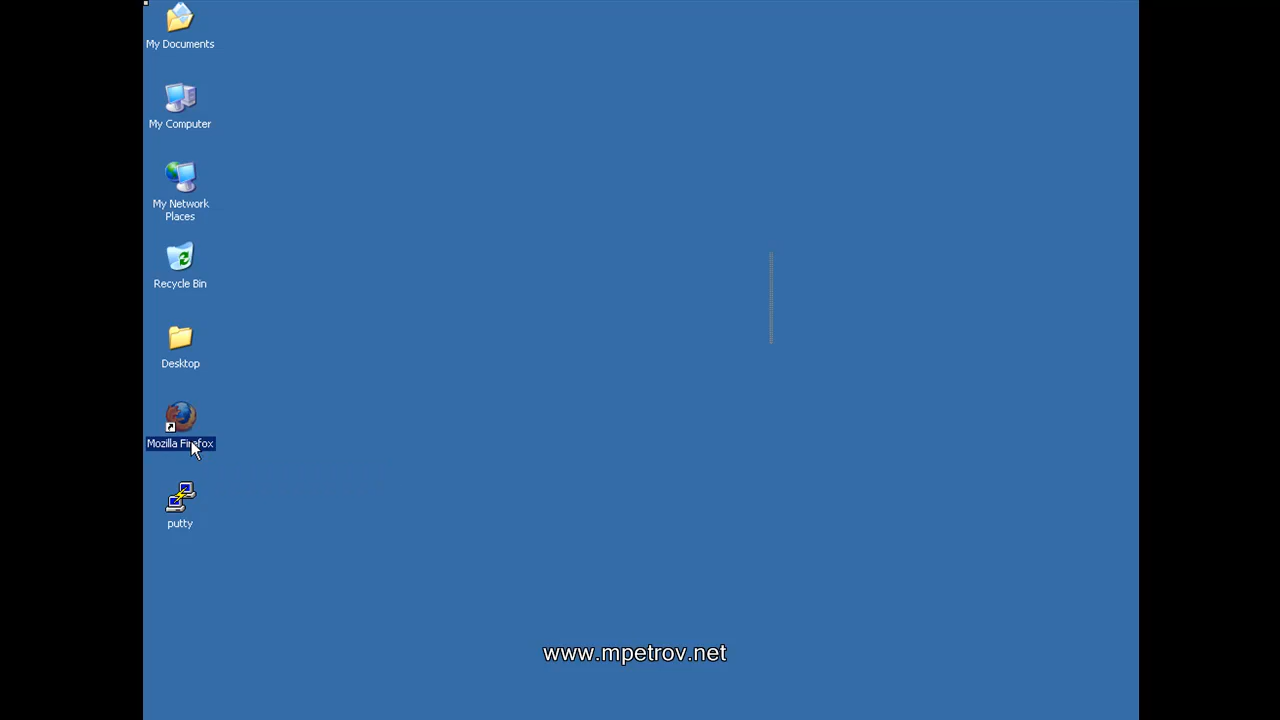 My Documents
My Computer
My Network
Places
Recycle Bin
Desktop
Mozilla Firefox
putty
www.mpetrov.net